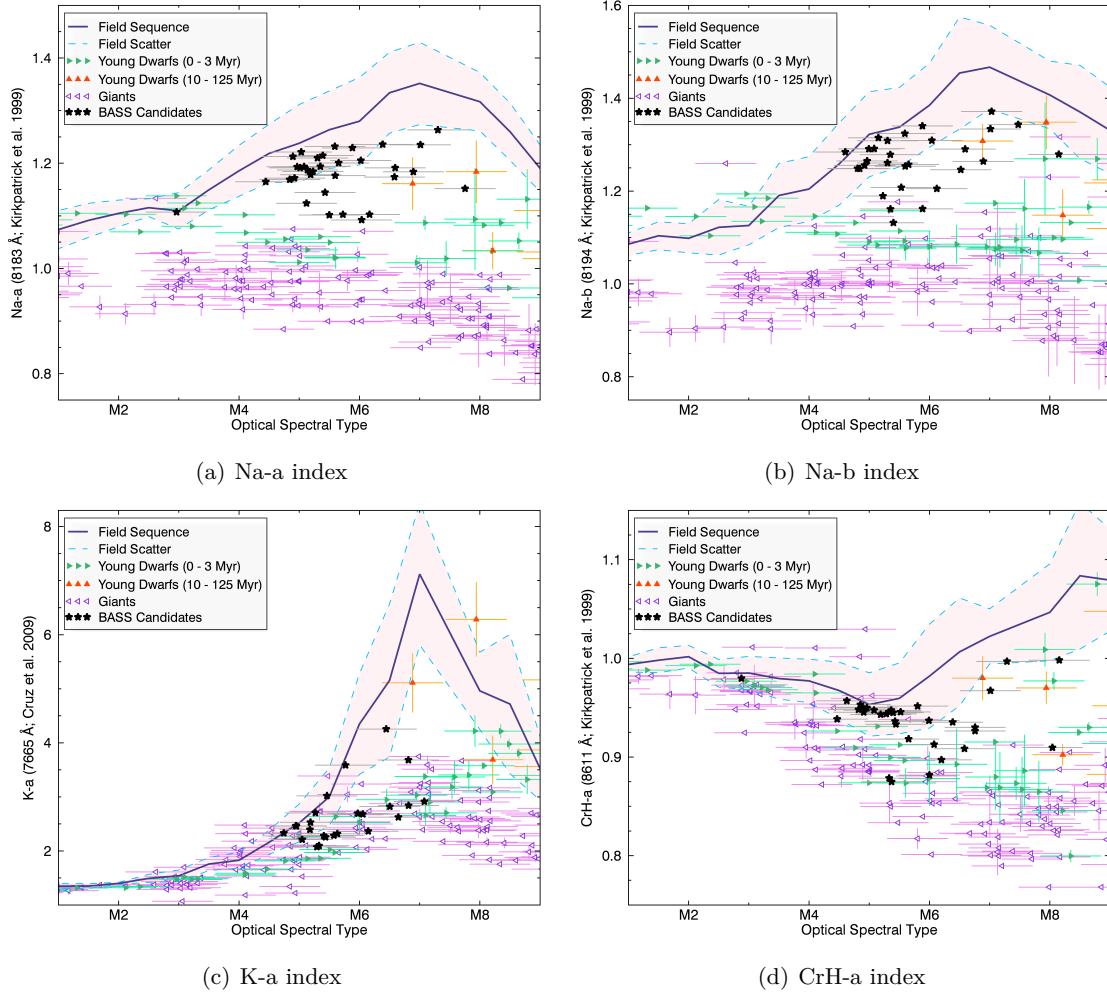 Field Sequence
Field Scatter
Young Dwarfs (0 - 3 Myr)
Young Dwarfs (10 - 125 Myr)
Giants
BASS Candidates
1.4
1.2
1.0
0.8
Na-a (8183 Å; Kirkpatrick et al. 1999)
M2 M4 M6 M8
Optical Spectral Type
(a) Na-a index
Field Sequence
Field Scatter
Young Dwarfs (0 - 3 Myr)
Young Dwarfs (10 - 125 Myr)
Giants
BASS Candidates
1.6
1.4
1.2
1.0
0.8
Na-b (8194 Å; Kirkpatrick et al. 1999)
M2 M4 M6 M8
Optical Spectral Type
(b) Na-b index
Field Sequence
Field Scatter
Young Dwarfs (0 - 3 Myr)
Young Dwarfs (10 - 125 Myr)
Giants
BASS Candidates
8
6
4
2
K-a (7665 Å; Cruz et al. 2009)
M2 M4 M6 M8
Optical Spectral Type
(c) K-a index
Field Sequence
Field Scatter
Young Dwarfs (0 - 3 Myr)
Young Dwarfs (10 - 125 Myr)
Giants
BASS Candidates
1.1
1.0
0.9
0.8
CrH-a (8611 Å; Kirkpatrick et al. 1999)
M2 M4 M6 M8
Optical Spectral Type
(d) CrH-a index